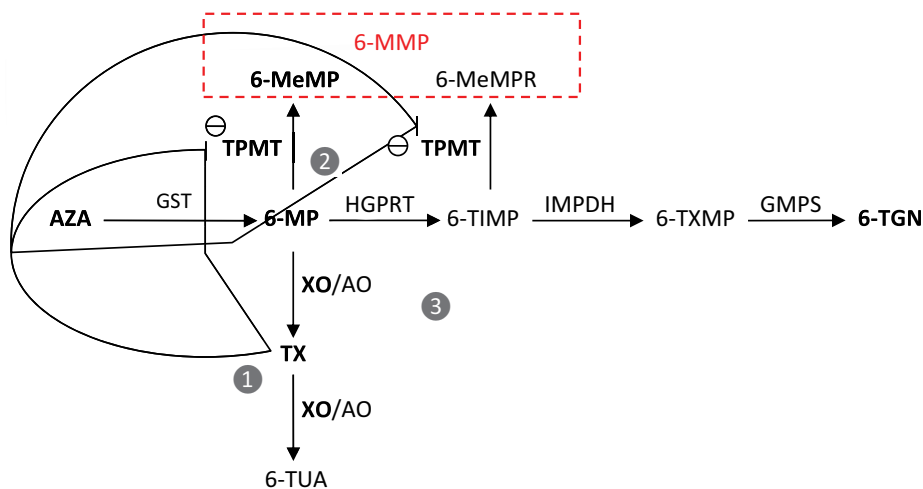 6-MMP
6-MeMP 6-MeMPR
TPMT TPMT
2
AZA GST 6-MP HGPRT 6-TIMP IMPDH 6-TXMP GMPS 6-TGN
XO/AO
3
TX
1
XO/AO
6-TUA